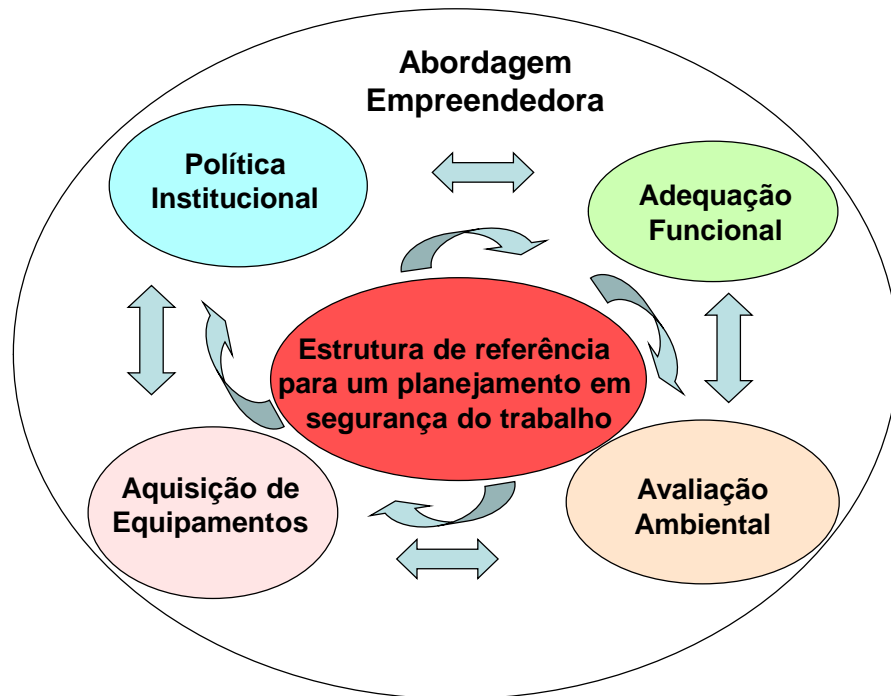 Abordagem
Empreendedora
Política
Institucional
Adequação
Funcional
Estrutura de referência
para um planejamento em
segurança do trabalho
Aquisição de
Equipamentos
Avaliação
Ambiental